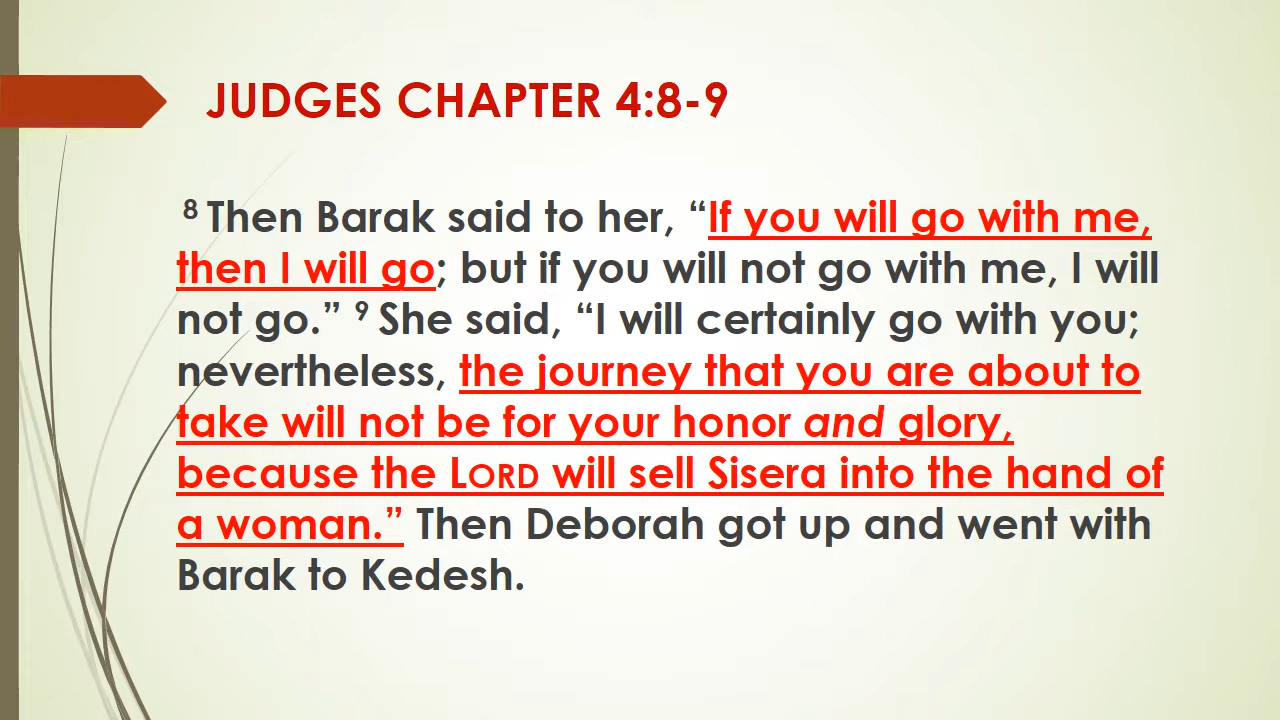 JUDGES CHAPTER 4:8-9
8 Then Barak said to her, “If you will go with me,
then I will go; but if you will not go with me, I will
not go.” 9 She said, “I will certainly go with you;
nevertheless, the journey that you are about to
take will not be for your honor and glory,
because the LORD will sell Sisera into the hand of
a woman.” Then Deborah got up and went with
Barak to Kedesh.